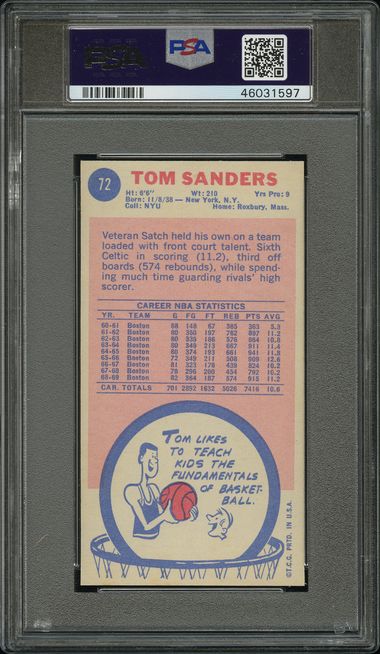 PSA
46031597
72
TOM SANDERS
Ht: 6'6" Wt: 210 Yrs Pro: 9
Born: 11/8/38 — New York, N.Y.
Coll: NYU Home: Roxbury, Mass.
Veteran Satch held his own on a team
loaded with front court talent. Sixth
Celtic in scoring (11.2), third off
boards (574 rebounds), while spend-
ing much time guarding rivals' high
scorer.
CAREER NBA STATISTICS
YR. TEAM G FG FT REB PTS AVG
60-61 Boston 68 148 67 385 363 5.3
61-62 Boston 80 350 197 762 897 11.2
62-63 Boston 80 339 186 576 864 10.8
63-64 Boston 80 349 213 667 911 11.4
64-65 Boston 80 374 193 661 941 11.8
65-66 Boston 72 349 211 508 909 12.6
66-67 Boston 81 323 178 439 824 10.2
67-68 Boston 78 296 200 454 792 10.2
68-69 Boston 82 364 187 574 915 11.2
CAR. TOTALS 701 2892 1632 5026 7416 10.6
TOM LIKES
TO TEACH
KIDS THE
FUNDAMENTALS
OF BASKET-
BALL.
©T.C.G. PRTD. IN U.S.A.